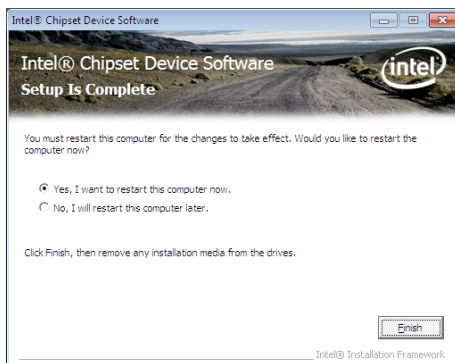 Intel® Chipset Device Software
Intel® Chipset Device Software
Setup Is Complete
intel
You must restart this computer for the changes to take effect. Would you like to restart the
computer now?
Yes, I want to restart this computer now.
No, I will restart this computer later.
Click Finish, then remove any installation media from the drives.
Finish
Intel® Installation Framework